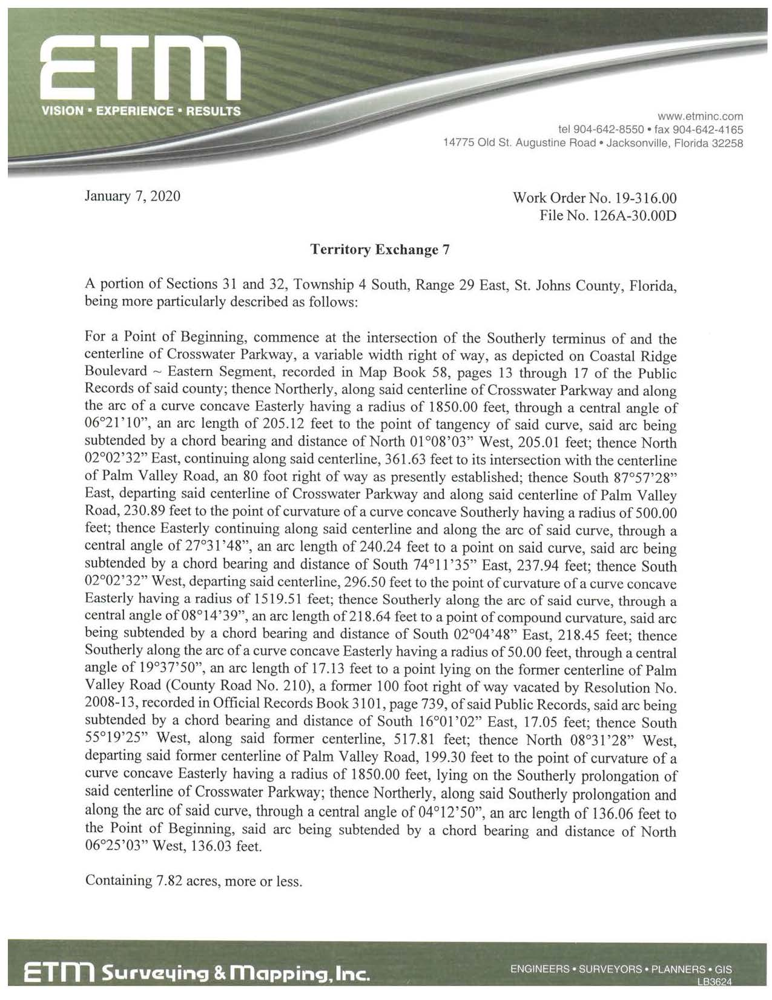 ETM
VISION ▪ EXPERIENCE ▪ RESULTS
www.etminc.com
tel 904-642-8550 • fax 904-642-4165
14775 Old St. Augustine Road • Jacksonville, Florida 32258
January 7, 2020
Work Order No. 19-316.00
File No. 126A-30.00D
Territory Exchange 7
A portion of Sections 31 and 32, Township 4 South, Range 29 East, St. Johns County, Florida,
being more particularly described as follows:
For a Point of Beginning, commence at the intersection of the Southerly terminus of and the
centerline of Crosswater Parkway, a variable width right of way, as depicted on Coastal Ridge
Boulevard ~ Eastern Segment, recorded in Map Book 58, pages 13 through 17 of the Public
Records of said county; thence Northerly, along said centerline of Crosswater Parkway and along
the arc of a curve concave Easterly having a radius of 1850.00 feet, through a central angle of
06°21’10”, an arc length of 205.12 feet to the point of tangency of said curve, said arc being
subtended by a chord bearing and distance of North 01°08’03” West, 205.01 feet; thence North
02°02’32” East, continuing along said centerline, 361.63 feet to its intersection with the centerline
of Palm Valley Road, an 80 foot right of way as presently established; thence South 87°57’28”
East, departing said centerline of Crosswater Parkway and along said centerline of Palm Valley
Road, 230.89 feet to the point of curvature of a curve concave Southerly having a radius of 500.00
feet; thence Easterly continuing along said centerline and along the arc of said curve, through a
central angle of 27°31’48”, an arc length of 240.24 feet to a point on said curve, said arc being
subtended by a chord bearing and distance of South 74°11’35” East, 237.94 feet; thence South
02°02’32” West, departing said centerline, 296.50 feet to the point of curvature of a curve concave
Easterly having a radius of 1519.51 feet; thence Southerly along the arc of said curve, through a
central angle of 08°14’39”, an arc length of 218.64 feet to a point of compound curvature, said arc
being subtended by a chord bearing and distance of South 02°04’48” East, 218.45 feet; thence
Southerly along the arc of a curve concave Easterly having a radius of 50.00 feet, through a central
angle of 19°37’50”, an arc length of 17.13 feet to a point lying on the former centerline of Palm
Valley Road (County Road No. 210), a former 100 foot right of way vacated by Resolution No.
2008-13, recorded in Official Records Book 3101, page 739, of said Public Records, said arc being
subtended by a chord bearing and distance of South 16°01’02” East, 17.05 feet; thence South
55°19’25” West, along said former centerline, 517.81 feet; thence North 08°31’28” West,
departing said former centerline of Palm Valley Road, 199.30 feet to the point of curvature of a
curve concave Easterly having a radius of 1850.00 feet, lying on the Southerly prolongation of
said centerline of Crosswater Parkway; thence Northerly, along said Southerly prolongation and
along the arc of said curve, through a central angle of 04°12’50”, an arc length of 136.06 feet to
the Point of Beginning, said arc being subtended by a chord bearing and distance of North
06°25’03” West, 136.03 feet.
Containing 7.82 acres, more or less.
ETM Surveying & Mapping, Inc.
ENGINEERS • SURVEYORS • PLANNERS • GIS
LB3624